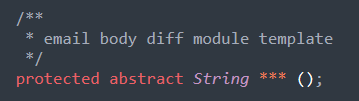 /**
* email body diff module template
*/
protected abstract String *** ();